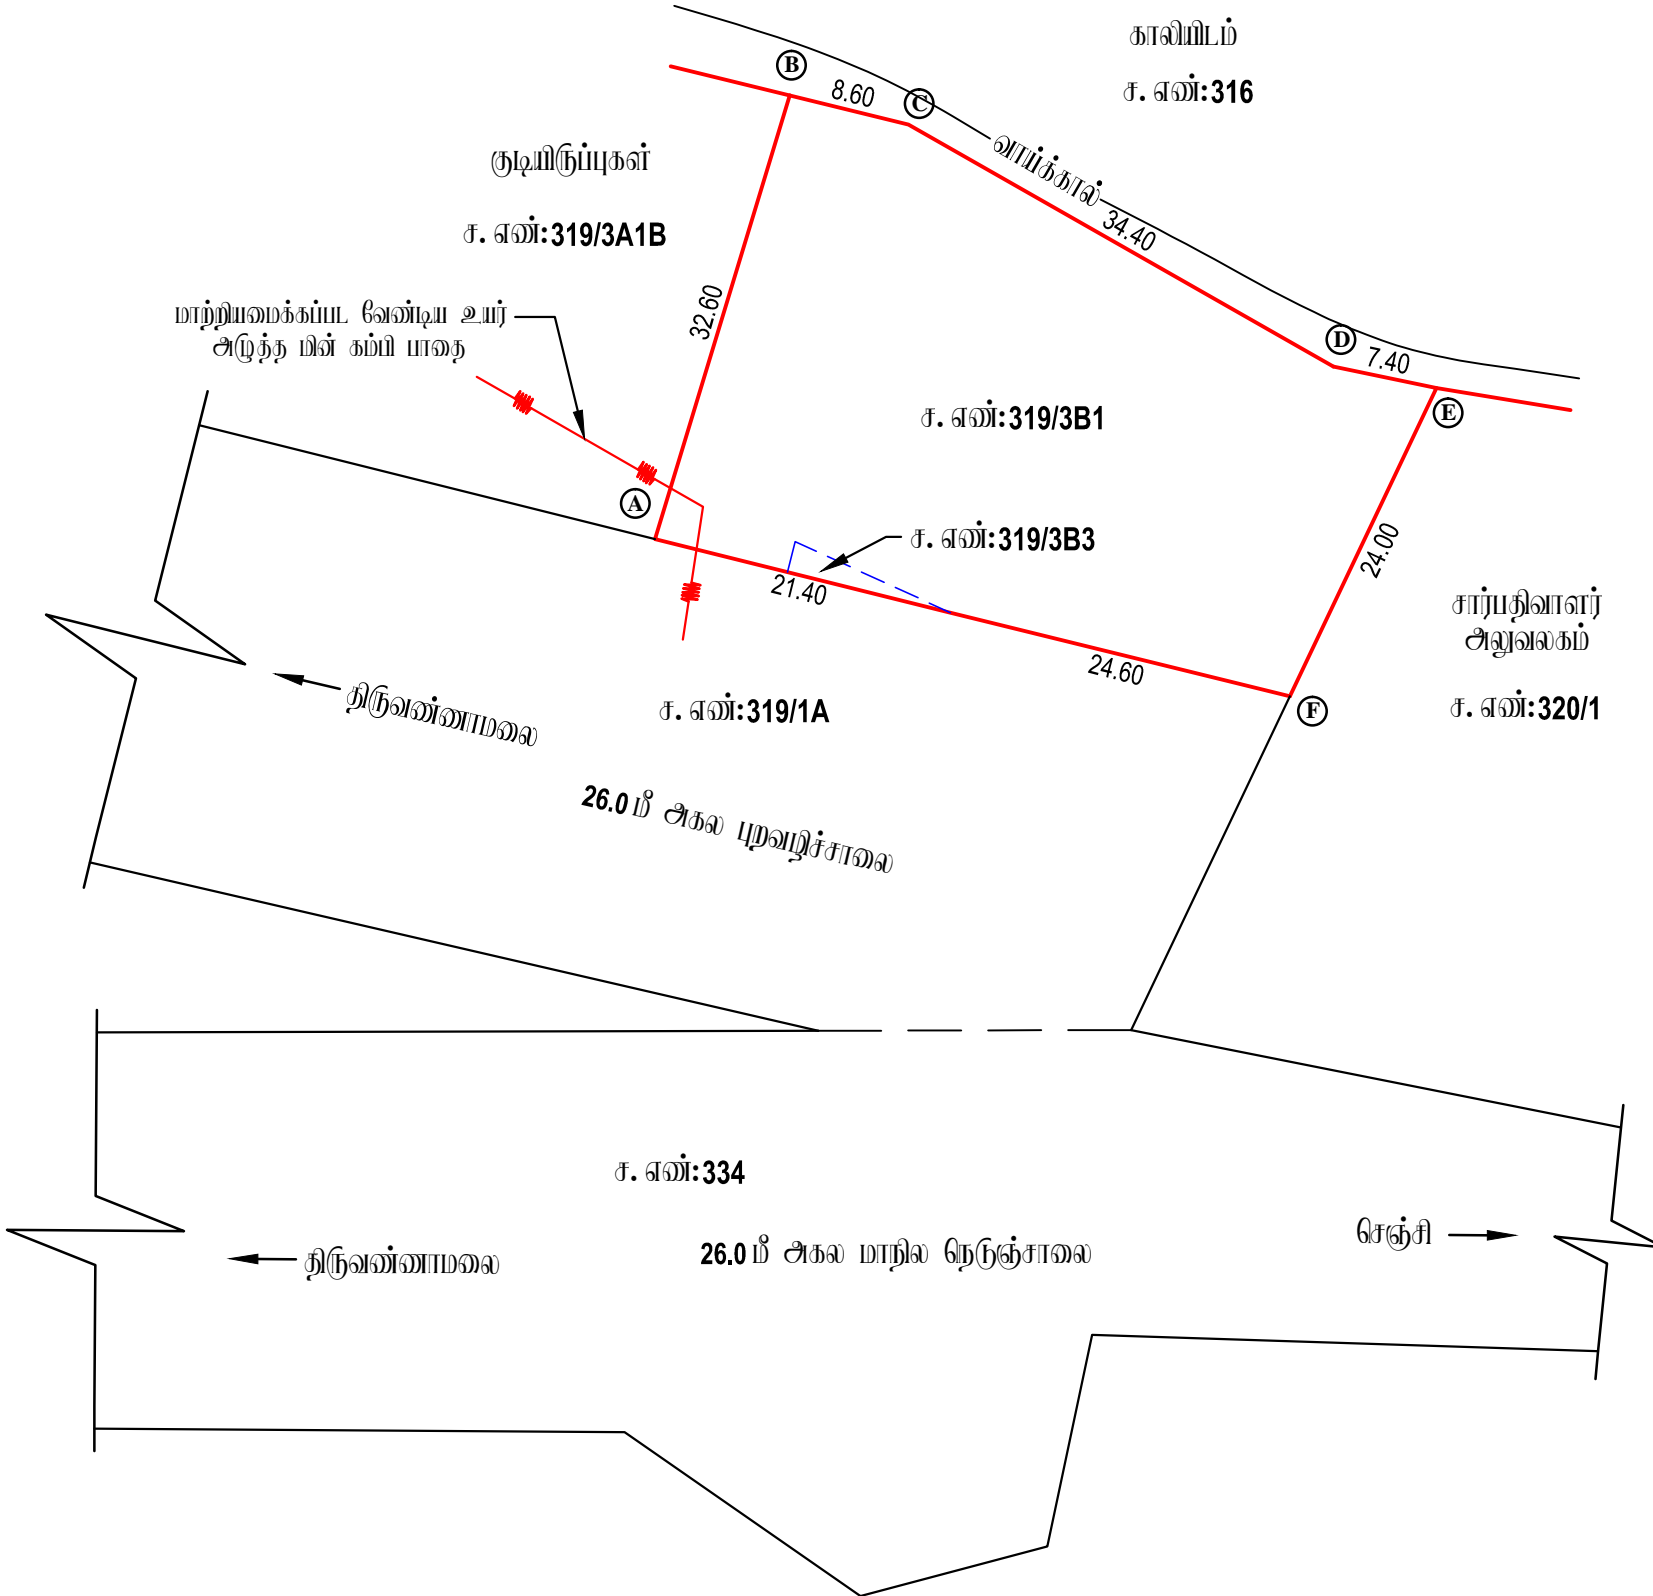 காலியிடம்
ச. எண்:316
B
8.60
C
வாய்க்கால்
34.40
குடியிருப்புகள்
ச. எண்:319/3A1B
மாற்றியமைக்கப்பட வேண்டிய உயர்
அழுத்த மின் கம்பி பாதை
32.60
D
7.40
E
ச. எண்:319/3B1
A
ச. எண்:319/3B3
21.40
24.00
24.60
சார்பதிவாளர்
அலுவலகம்
ச. எண்:320/1
F
திருவண்ணாமலை
ச. எண்:319/1A
26.0 மீ அகல புறவழிச்சாலை
ச. எண்:334
திருவண்ணாமலை
26.0 மீ அகல மாநில நெடுஞ்சாலை
செஞ்சி